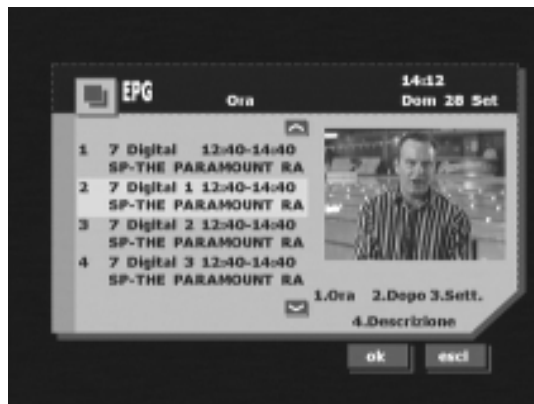 EPG
Ora
14:12
Dom 28 Set
1 7 Digital 12:40-14:40
SP-THE PARAMOUNT RA
2 7 Digital 1 12:40-14:40
SP-THE PARAMOUNT RA
3 7 Digital 2 12:40-14:40
SP-THE PARAMOUNT RA
4 7 Digital 3 12:40-14:40
SP-THE PARAMOUNT RA
1.Ora 2.Dopo 3.Sett.
4.Descrizione
ok esci